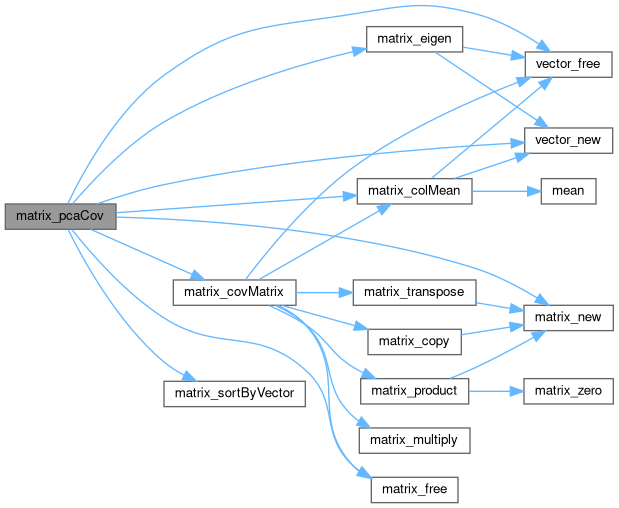 matrix_eigen
vector_free
vector_new
matrix_colMean
mean
matrix_pcaCov
matrix_covMatrix
matrix_transpose
matrix_new
matrix_copy
matrix_sortByVector
matrix_product
matrix_zero
matrix_multiply
matrix_free